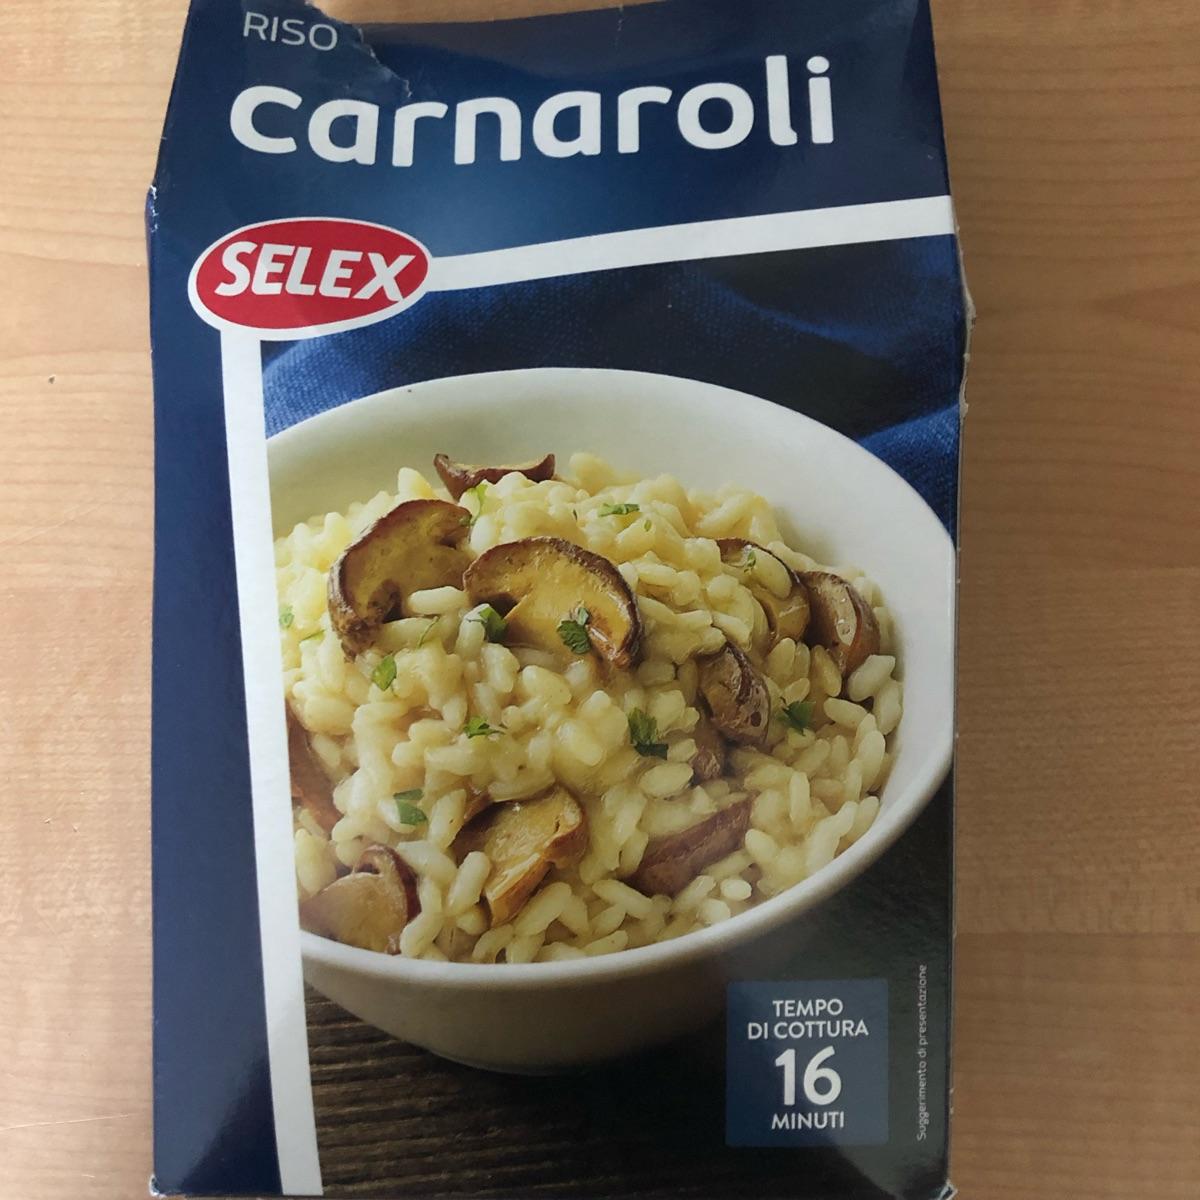 RISO
carnaroli
SELEX
TEMPO
DI COTTURA
16
MINUTI
Suggerimento di presentazione